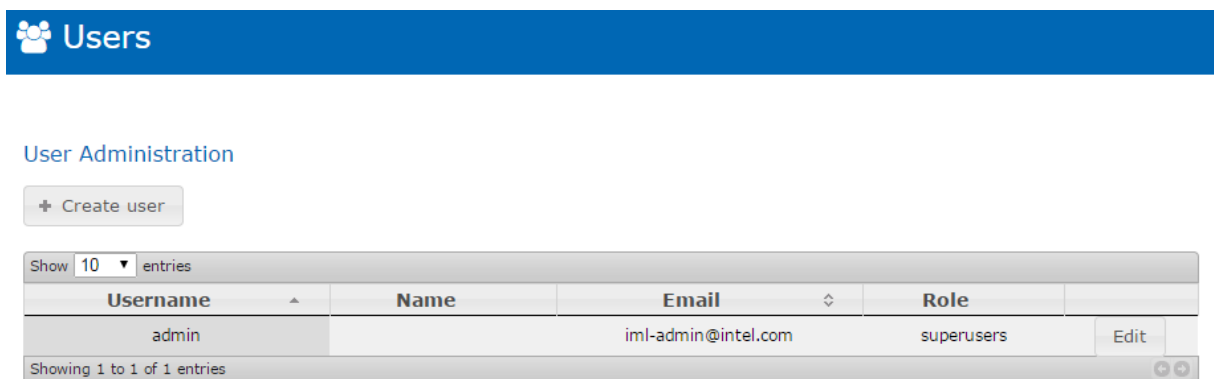 Users
User Administration
+ Create user
Show 10 entries
Username Name Email Role
admin iml-admin@intel.com superusers Edit
Showing 1 to 1 of 1 entries